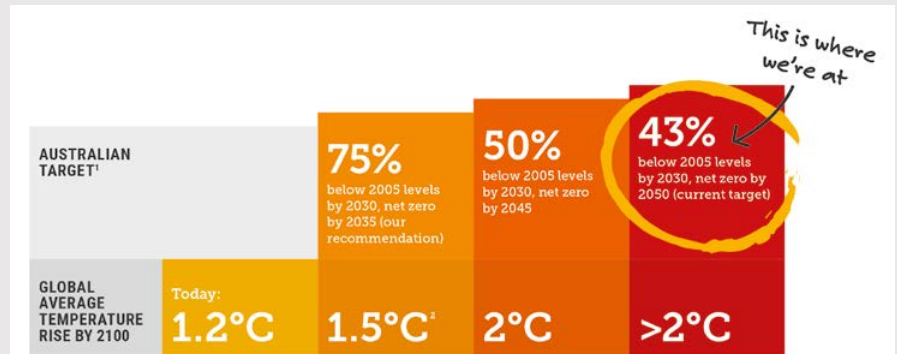 This is where
we're at
AUSTRALIAN
TARGET¹
75%
below 2005 levels
by 2030, net zero
by 2035 (our
recommendation)
50%
below 2005 levels
by 2030, net zero
by 2045
43%
below 2005 levels
by 2030, net zero by
2050 (current target)
GLOBAL
AVERAGE
TEMPERATURE
RISE BY 2100
Today:
1.2°C
1.5°C²
2°C
>2°C